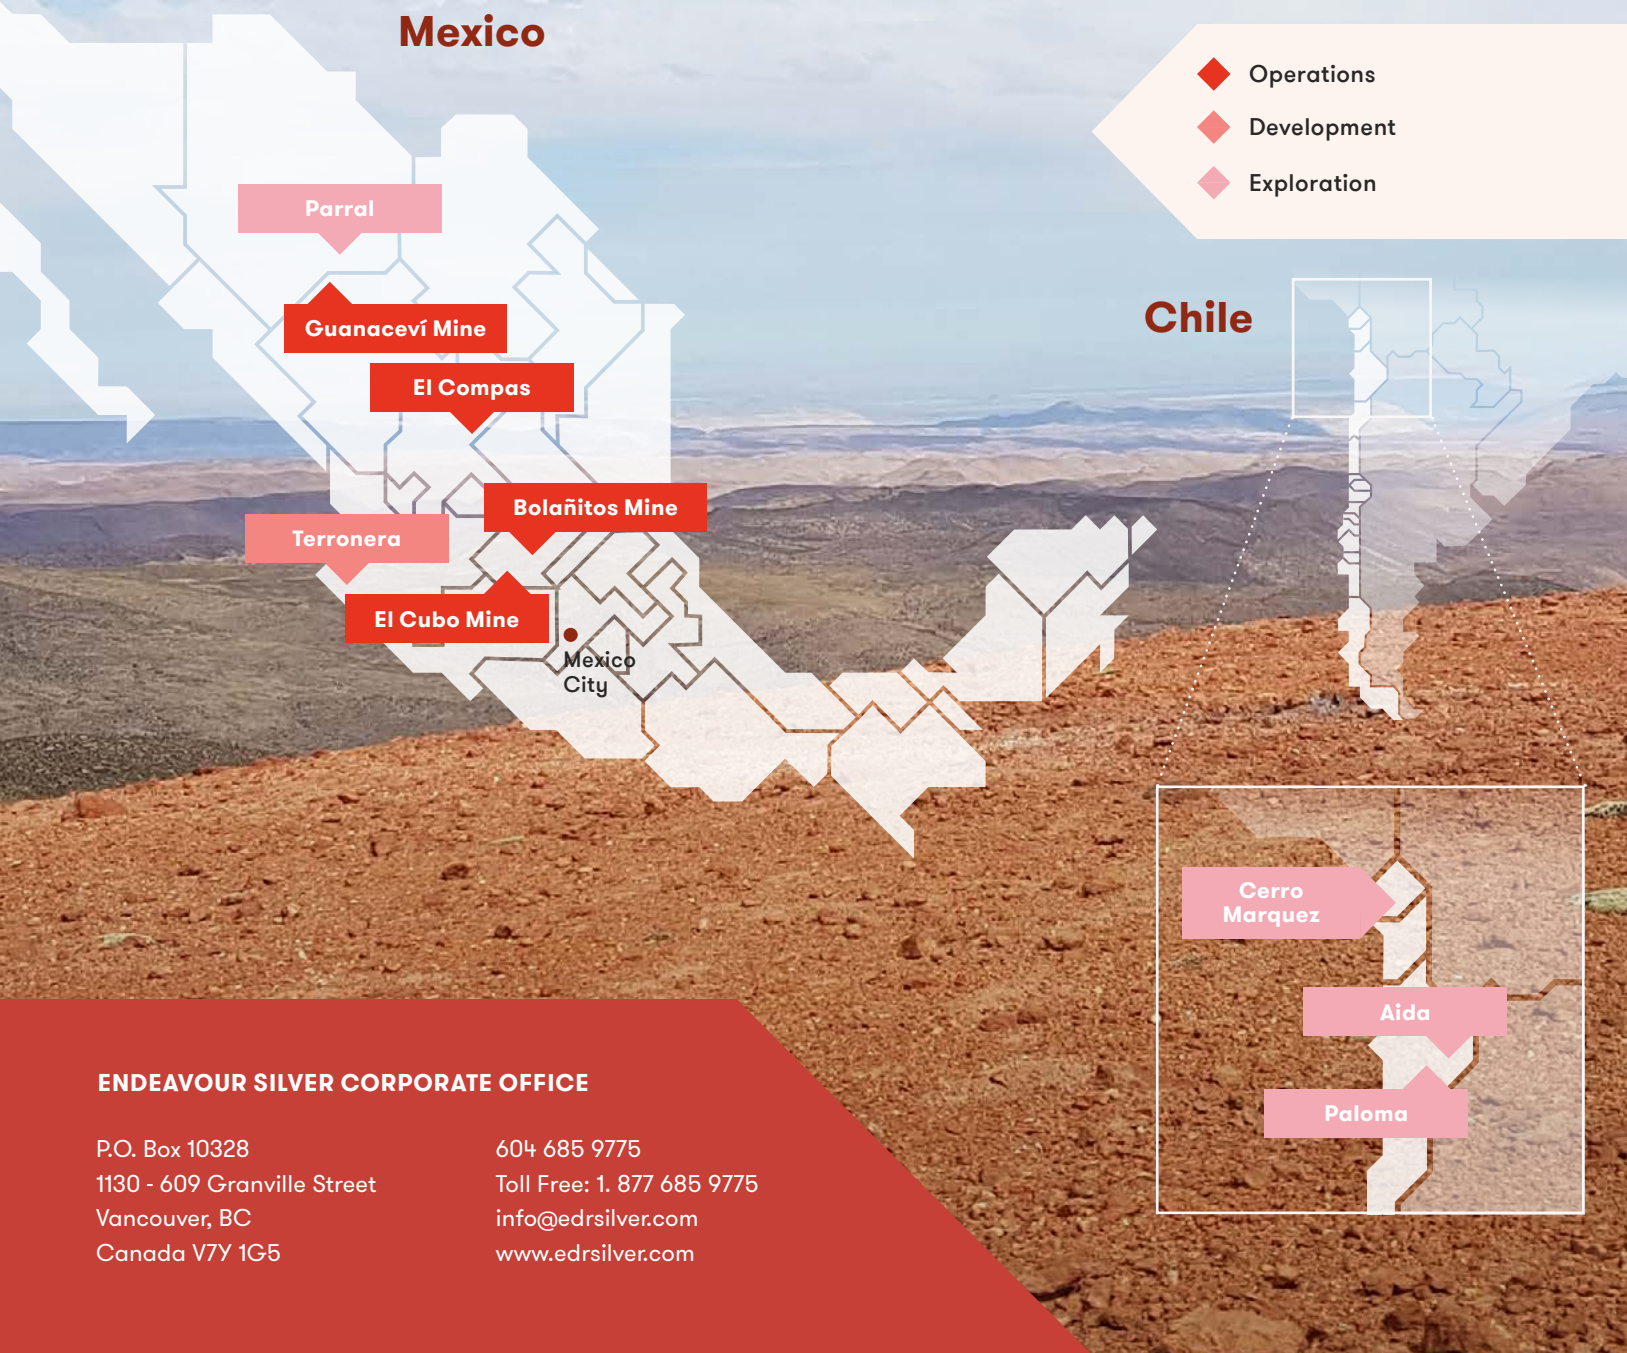 Mexico
Operations
Development
Exploration
Parral
Guanaceví Mine
El Compas
Chile
Bolañitos Mine
Terronera
El Cubo Mine
Mexico
City
Cerro
Marquez
Aida
Paloma
ENDEAVOUR SILVER CORPORATE OFFICE
P.O. Box 10328
1130 - 609 Granville Street
Vancouver, BC
Canada V7Y 1G5
604 685 9775
Toll Free: 1. 877 685 9775
info@edrsilver.com
www.edrsilver.com